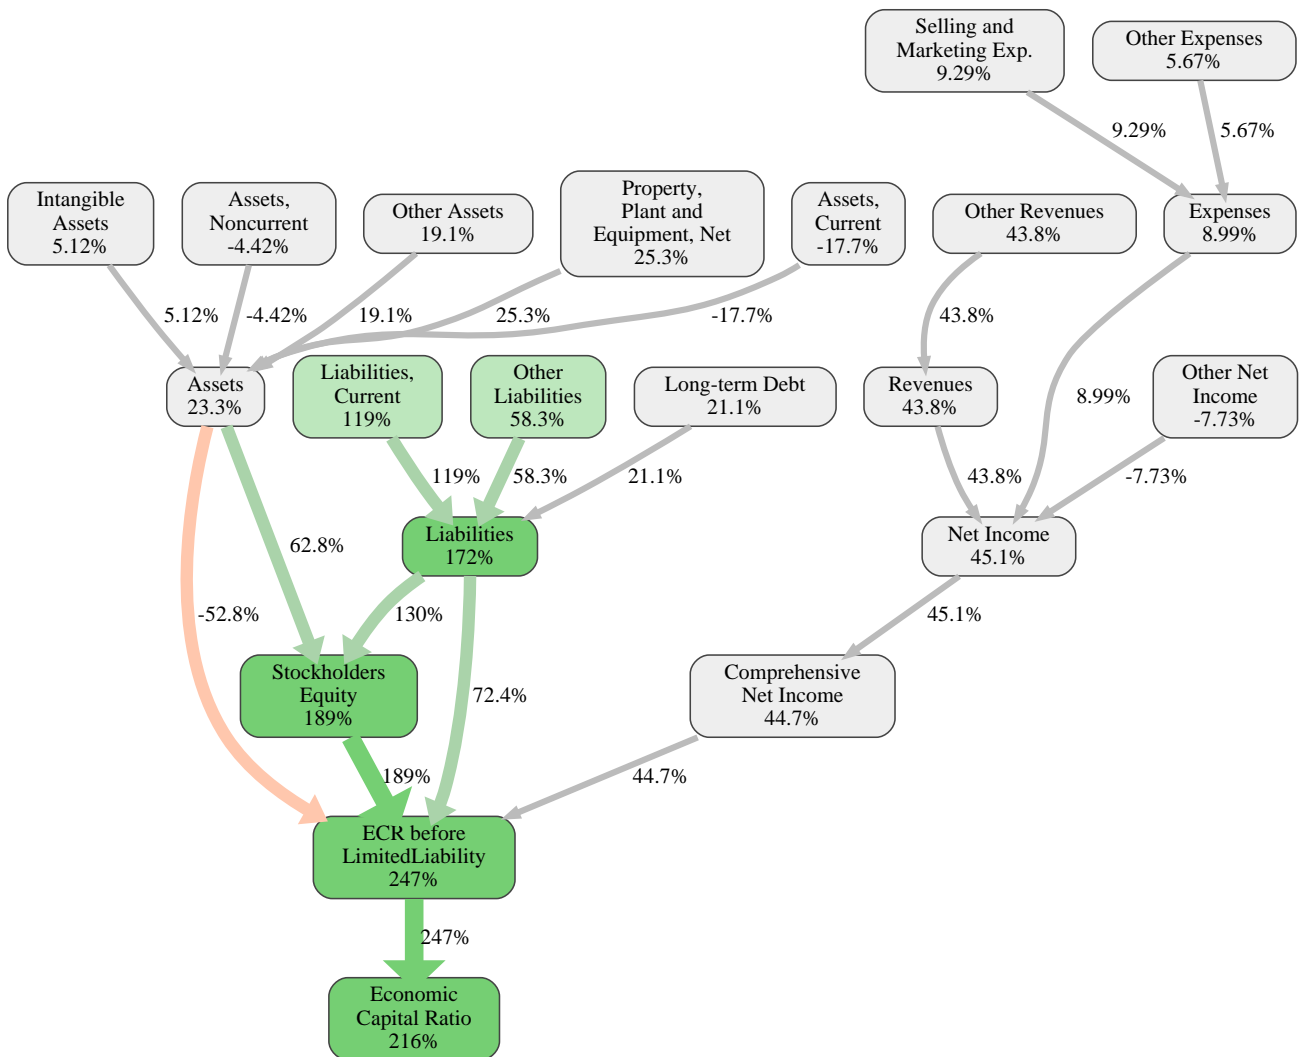 Selling and
Marketing Exp.
9.29%
Other Expenses
5.67%
9.29%
5.67%
Intangible
Assets
5.12%
Assets,
Noncurrent
-4.42%
Other Assets
19.1%
Property,
Plant and
Equipment, Net
25.3%
Assets,
Current
-17.7%
Other Revenues
43.8%
Expenses
8.99%
5.12%
-4.42%
19.1%
25.3%
-17.7%
43.8%
8.99%
Assets
23.3%
Liabilities,
Current
119%
Other
Liabilities
58.3%
Long-term Debt
21.1%
Revenues
43.8%
Other Net
Income
-7.73%
119%
58.3%
21.1%
43.8%
-7.73%
62.8%
Liabilities
172%
Net Income
45.1%
-52.8%
130%
45.1%
Stockholders
Equity
189%
72.4%
Comprehensive
Net Income
44.7%
189%
44.7%
ECR before
LimitedLiability
247%
247%
Economic
Capital Ratio
216%